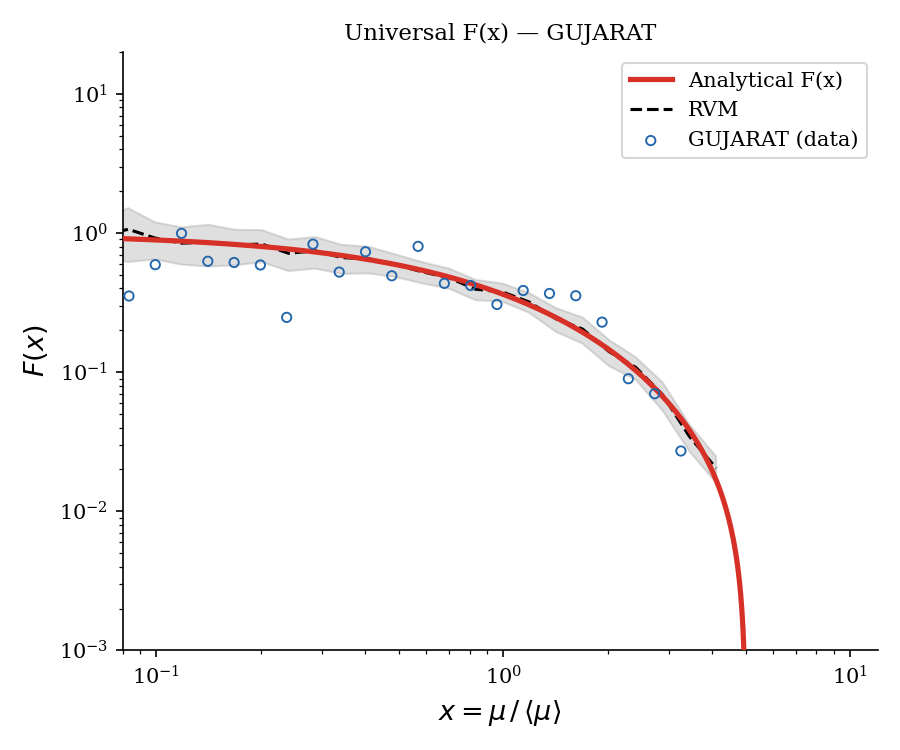 Universal F(x) — GUJARAT
Analytical F(x)
RVM
GUJARAT (data)
F(x)
10¹
10⁰
10⁻¹
10⁻²
10⁻³
10⁻¹
10⁰
10¹
x = μ / ⟨μ⟩